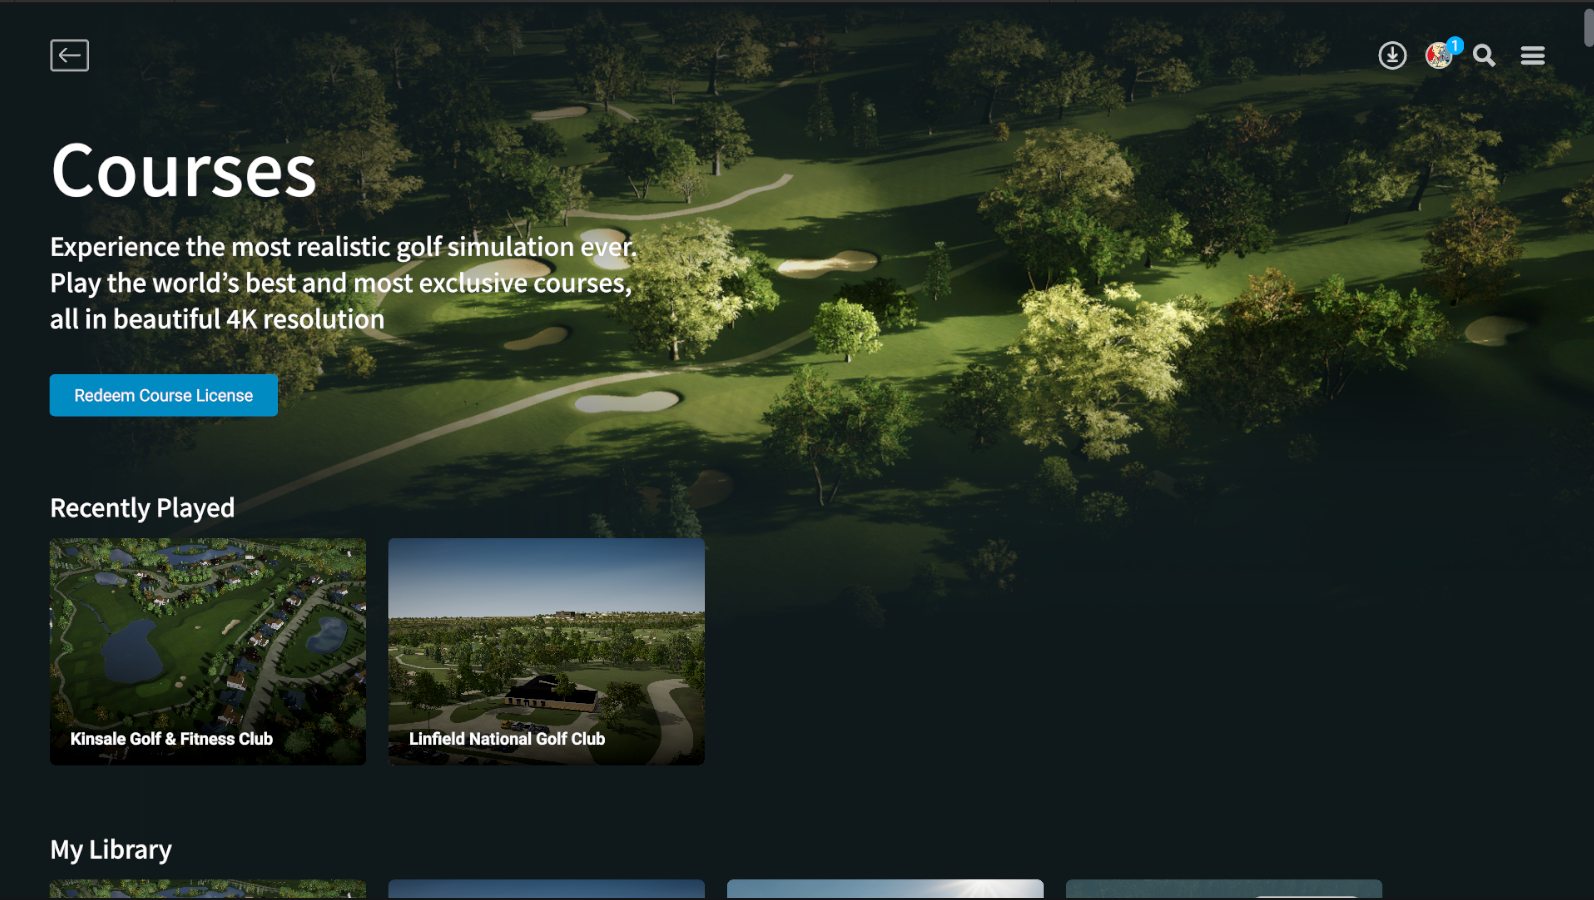 1
Courses
Experience the most realistic golf simulation ever.
Play the world’s best and most exclusive courses,
all in beautiful 4K resolution
Redeem Course License
Recently Played
Kinsale Golf & Fitness Club
Linfield National Golf Club
My Library